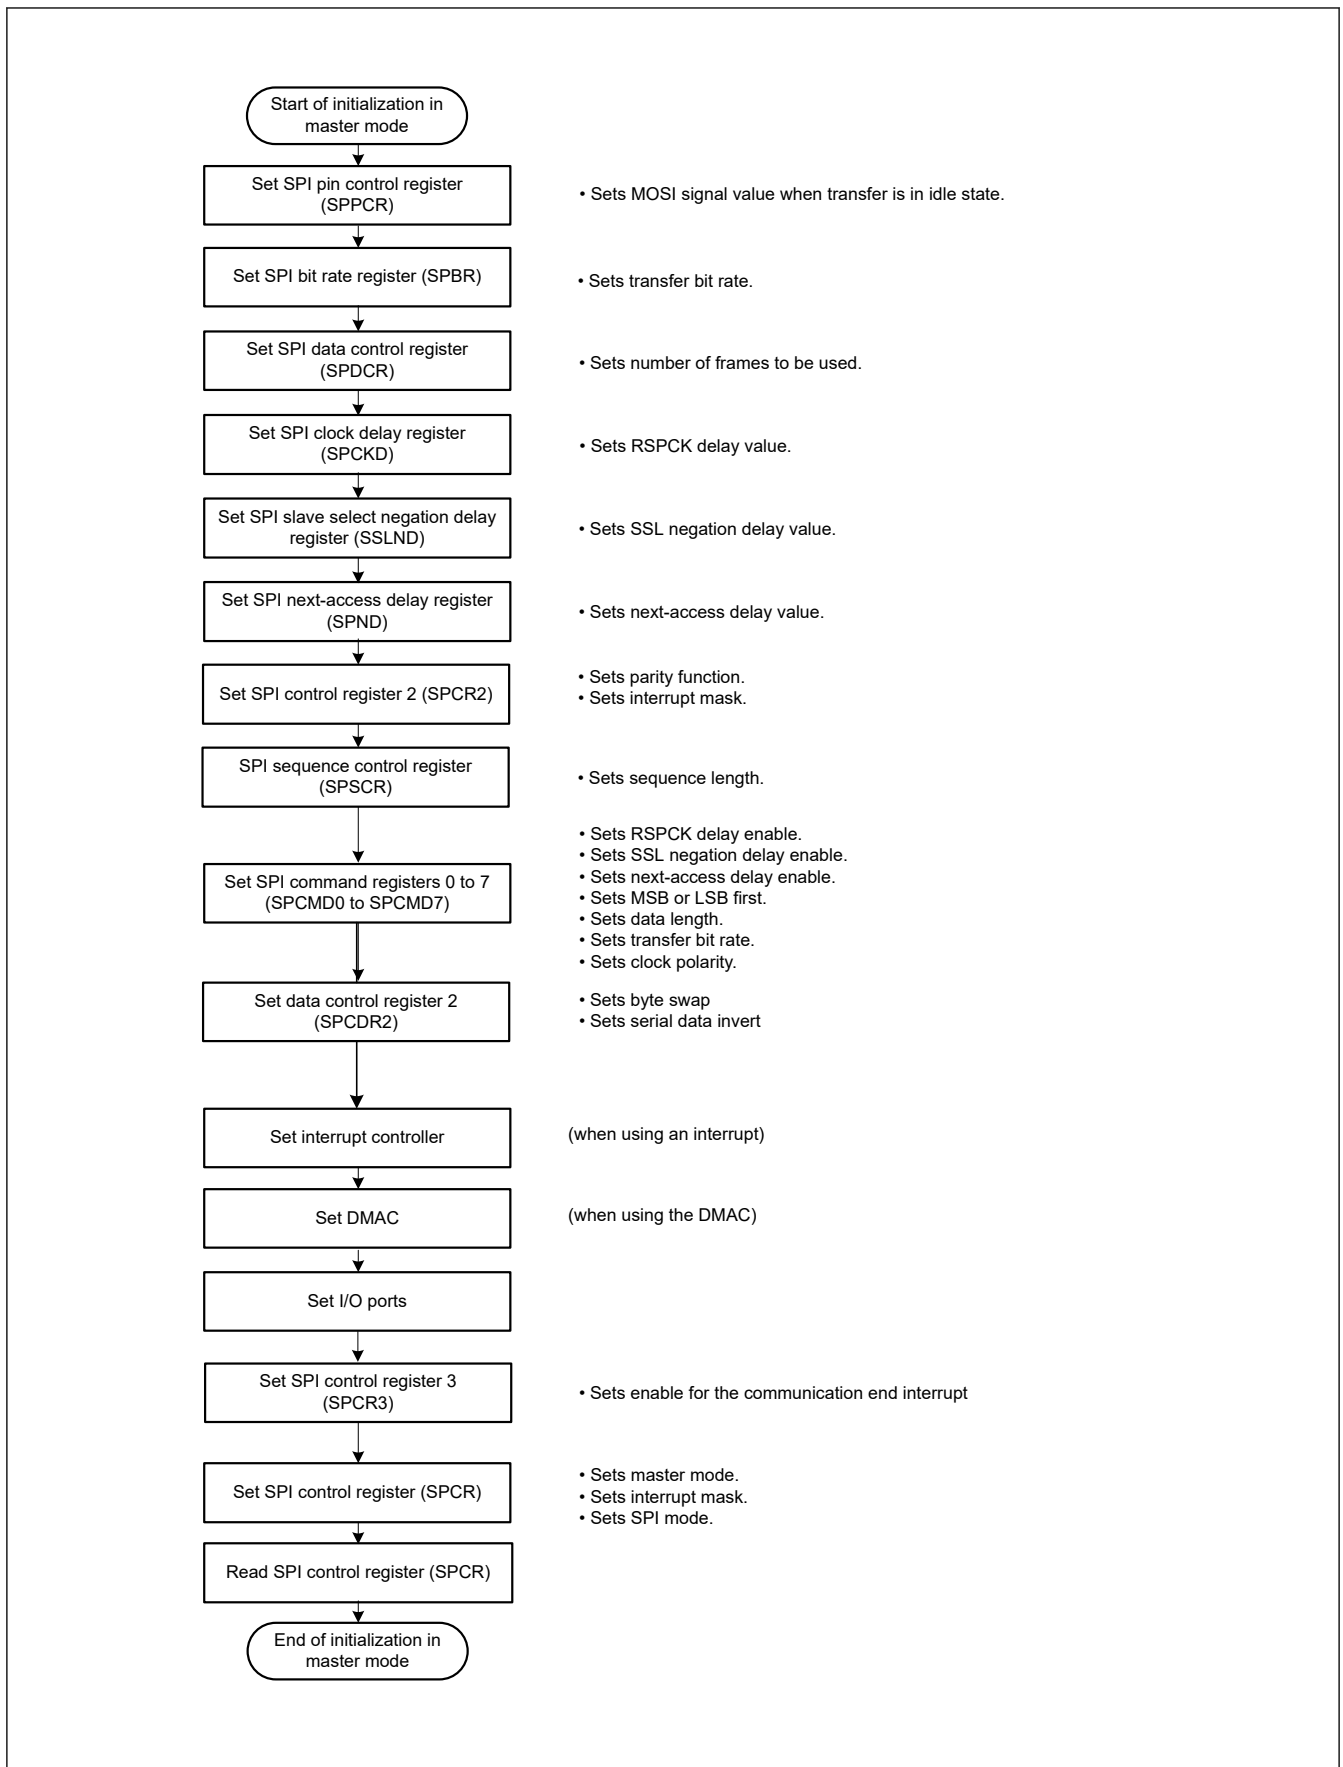 Start of initialization in
master mode
Set SPI pin control register
(SPPCR)
• Sets MOSI signal value when transfer is in idle state.
Set SPI bit rate register (SPBR)
• Sets transfer bit rate.
Set SPI data control register
(SPDCR)
• Sets number of frames to be used.
Set SPI clock delay register
(SPCKD)
• Sets RSPCK delay value.
Set SPI slave select negation delay
register (SSLND)
• Sets SSL negation delay value.
Set SPI next-access delay register
(SPND)
• Sets next-access delay value.
Set SPI control register 2 (SPCR2)
• Sets parity function.
• Sets interrupt mask.
SPI sequence control register
(SPSCR)
• Sets sequence length.
Set SPI command registers 0 to 7
(SPCMD0 to SPCMD7)
• Sets RSPCK delay enable.
• Sets SSL negation delay enable.
• Sets next-access delay enable.
• Sets MSB or LSB first.
• Sets data length.
• Sets transfer bit rate.
• Sets clock polarity.
Set data control register 2
(SPCDR2)
• Sets byte swap
• Sets serial data invert
Set interrupt controller
(when using an interrupt)
Set DMAC
(when using the DMAC)
Set I/O ports
Set SPI control register 3
(SPCR3)
• Sets enable for the communication end interrupt
Set SPI control register (SPCR)
• Sets master mode.
• Sets interrupt mask.
• Sets SPI mode.
Read SPI control register (SPCR)
End of initialization in
master mode